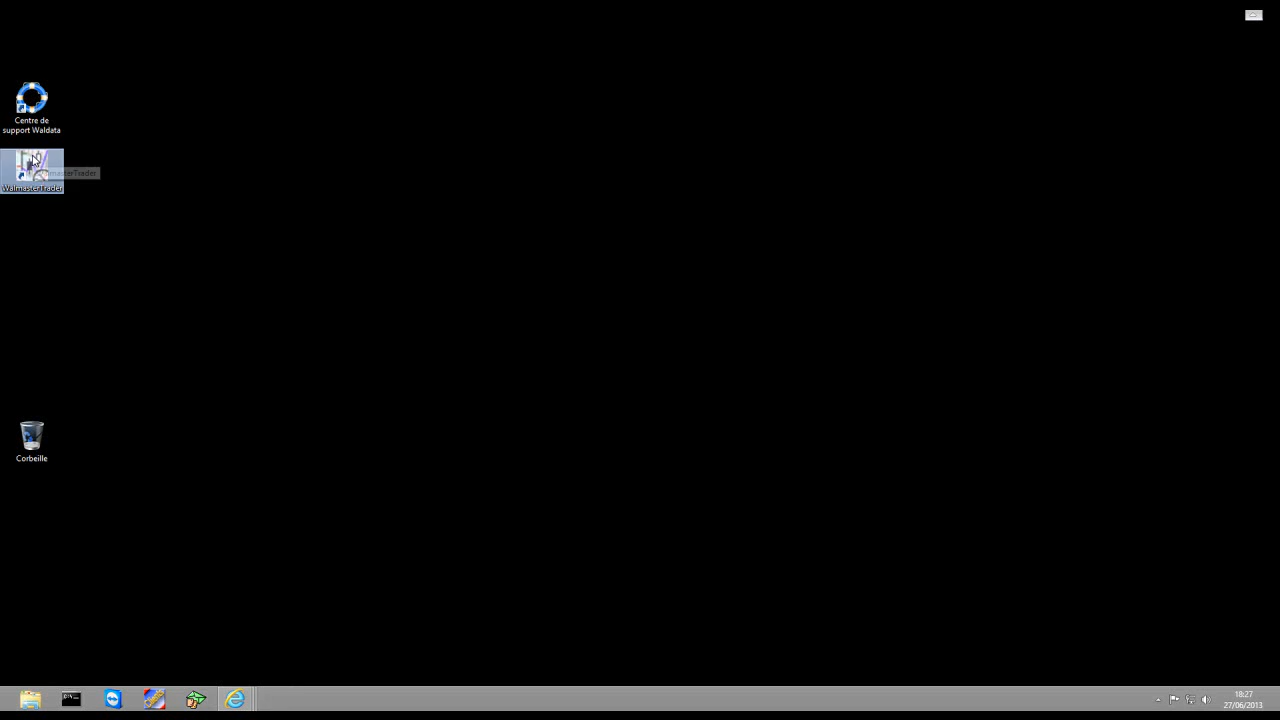 Centre de
support Waldata
WalmasterTrader
Corbeille
18:27
27/06/2013